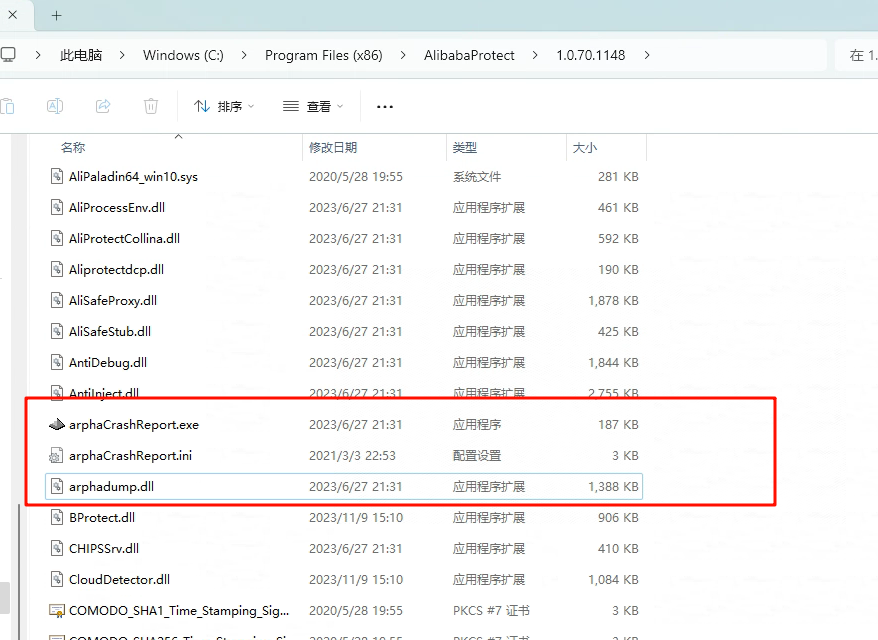 此电脑 > Windows (C:) > Program Files (x86) > AlibabaProtect > 1.0.70.1148 > 在 1.
排序 查看 ...
名称 修改日期 类型 大小
AliPaladin64_win10.sys 2020/5/28 19:55 系统文件 281 KB
AliProcessEnv.dll 2023/6/27 21:31 应用程序扩展 461 KB
AliProtectCollina.dll 2023/6/27 21:31 应用程序扩展 592 KB
Aliprotectdcp.dll 2023/6/27 21:31 应用程序扩展 190 KB
AliSafeProxy.dll 2023/6/27 21:31 应用程序扩展 1,878 KB
AliSafeStub.dll 2023/6/27 21:31 应用程序扩展 425 KB
AntiDebug.dll 2023/6/27 21:31 应用程序扩展 1,844 KB
AntiInject.dll 2023/6/27 21:31 应用程序扩展 2,755 KB
arphaCrashReport.exe 2023/6/27 21:31 应用程序 187 KB
arphaCrashReport.ini 2021/3/3 22:53 配置设置 3 KB
arphadump.dll 2023/6/27 21:31 应用程序扩展 1,388 KB
BProtect.dll 2023/11/9 15:10 应用程序扩展 906 KB
CHIPSSrv.dll 2023/6/27 21:31 应用程序扩展 410 KB
CloudDetector.dll 2023/11/9 15:10 应用程序扩展 1,084 KB
COMODO_SHA1_Time_Stamping_Sig... 2020/5/28 19:55 PKCS #7 证书 3 KB
COMODO_SHA256_Time_Stamping_Si... 2020/5/28 19:55 PKCS #7 证书 3 KB